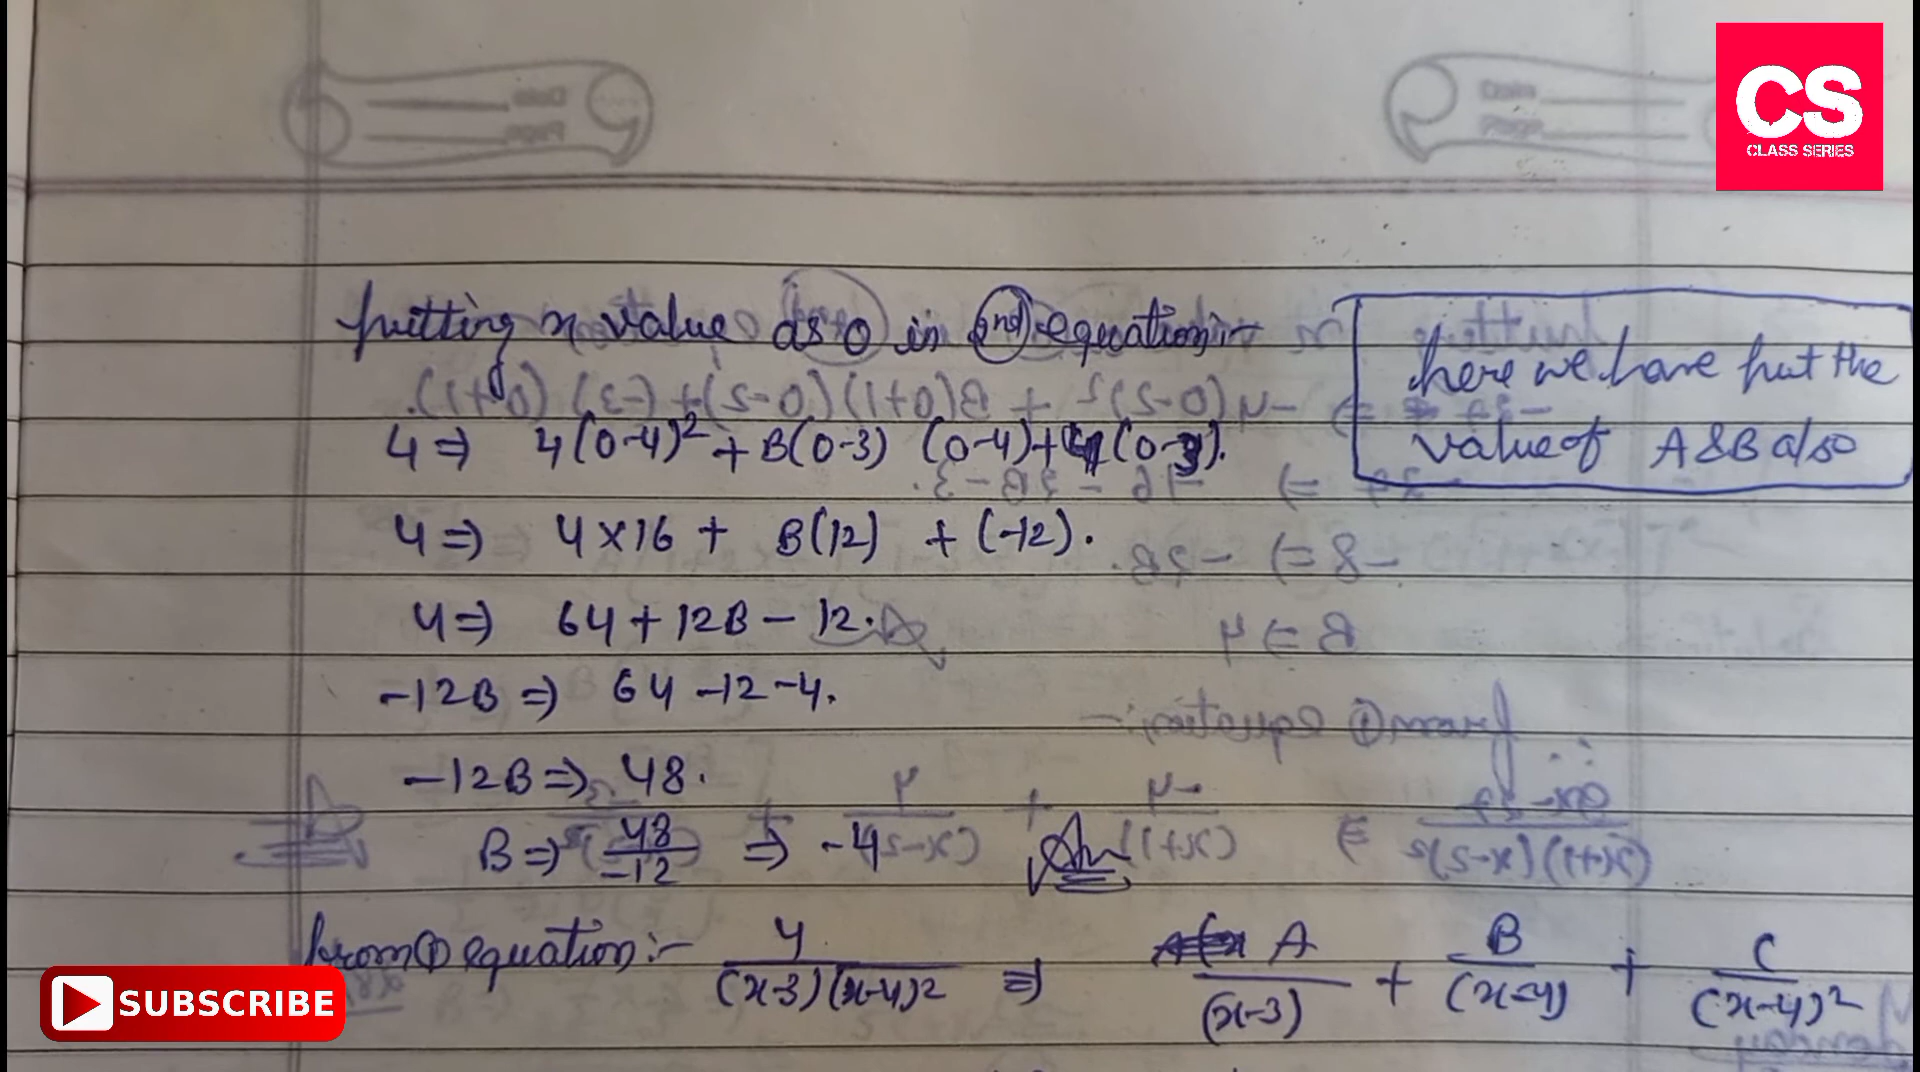 CS
CLASS SERIES
putting x value as 0 in 2nd equation:-
here we have put the
value of A & B also
4 ⇒ 4(0-4)² + B(0-3) (0-4) + 4(0-3).
4 ⇒ 4×16 + B(12) + (-12).
4 ⇒ 64 + 12B - 12.
-12B ⇒ 64 -12 -4.
-12B ⇒ 48.
B ⇒ 48/-12 ⇒ -4 Ans
from ① equation:- 4/(x-3)(x-4)² ⇒ A/(x-3) + B/(x-4) + C/(x-4)²
SUBSCRIBE